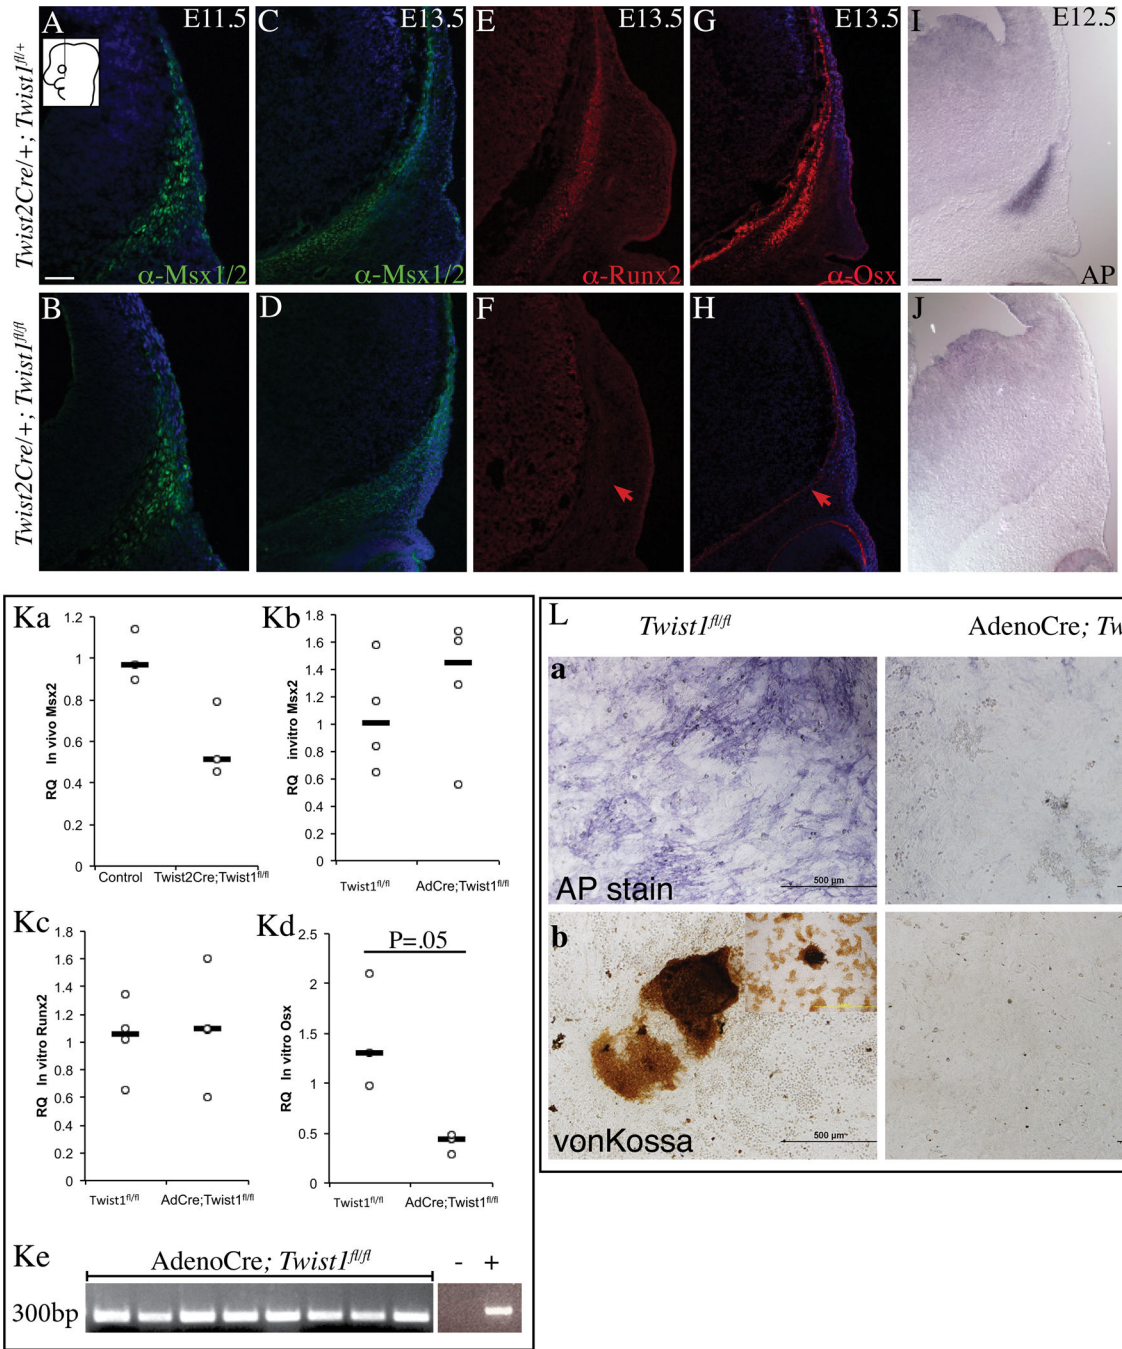 A E11.5 C E13.5 E E13.5 G E13.5 I E12.5
Twist2Cre/+; Twist1fl/+
α-Msx1/2 α-Msx1/2 α-Runx2 α-Osx AP
B D F H J
Twist2Cre/+; Twist1fl/fl
Ka
RQ In vivo Msx2
1.2
1
0.8
0.6
0.4
0.2
0
Control Twist2Cre;Twist1fl/fl
Kb
RQ invitro Msx2
1.8
1.6
1.4
1.2
1
0.8
0.6
0.4
0.2
0
Twist1fl/fl AdCre;Twist1fl/fl
Kc
RQ In vitro Runx2
1.8
1.6
1.4
1.2
1
0.8
0.6
0.4
0.2
0
Twist1fl/fl AdCre;Twist1fl/fl
Kd
P=.05
RQ In vitro Osx
2.5
2
1.5
1
0.5
0
Twist1fl/fl AdCre;Twist1fl/fl
Ke AdenoCre; Twist1fl/fl - +
300bp
L Twist1fl/fl AdenoCre; Tw
a
AP stain 500 µm
b
vonKossa 500 µm